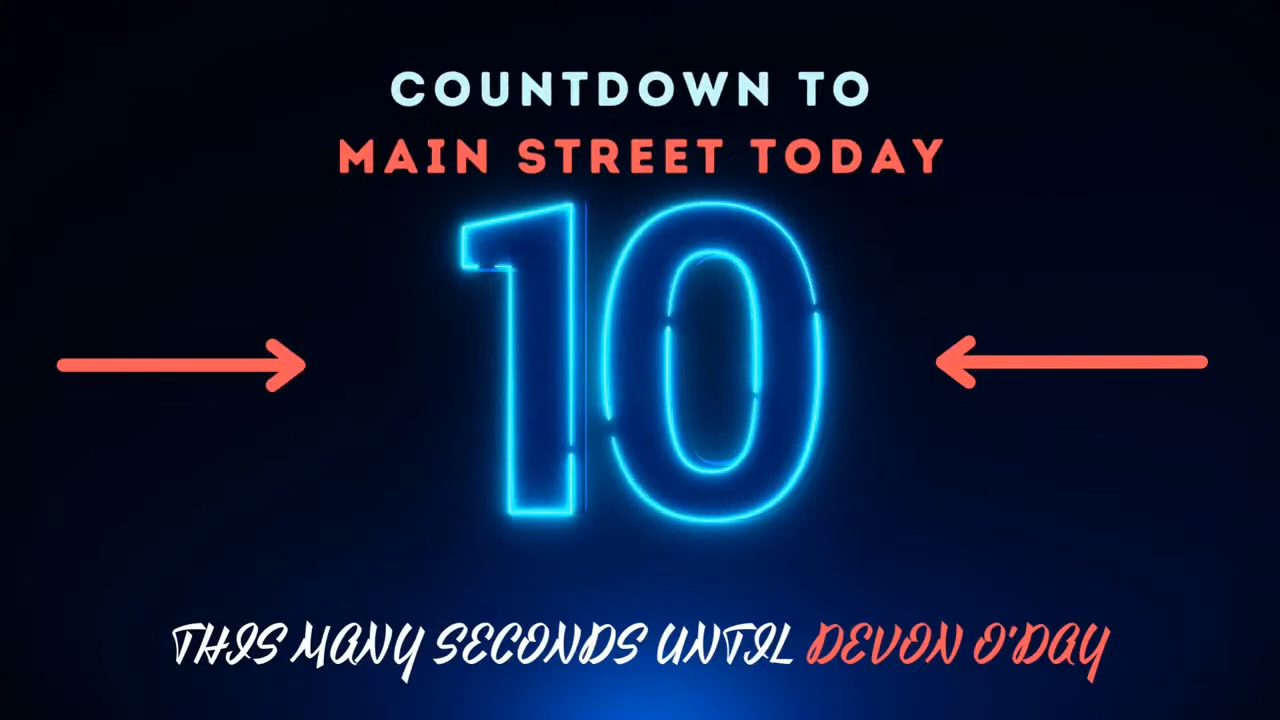 COUNTDOWN TO
MAIN STREET TODAY
10
THIS MANY SECONDS UNTIL DEVON O'DAY